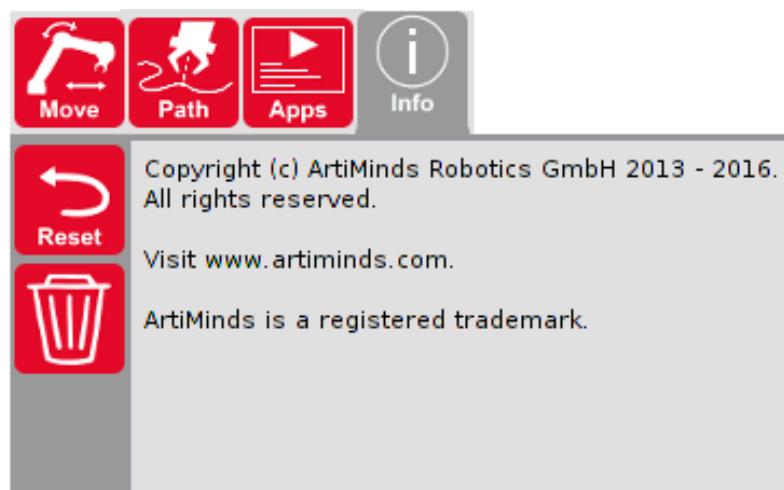 Move
Path
Apps
Info
Reset
Copyright (c) ArtiMinds Robotics GmbH 2013 - 2016.
All rights reserved.
Visit www.artiminds.com.
ArtiMinds is a registered trademark.